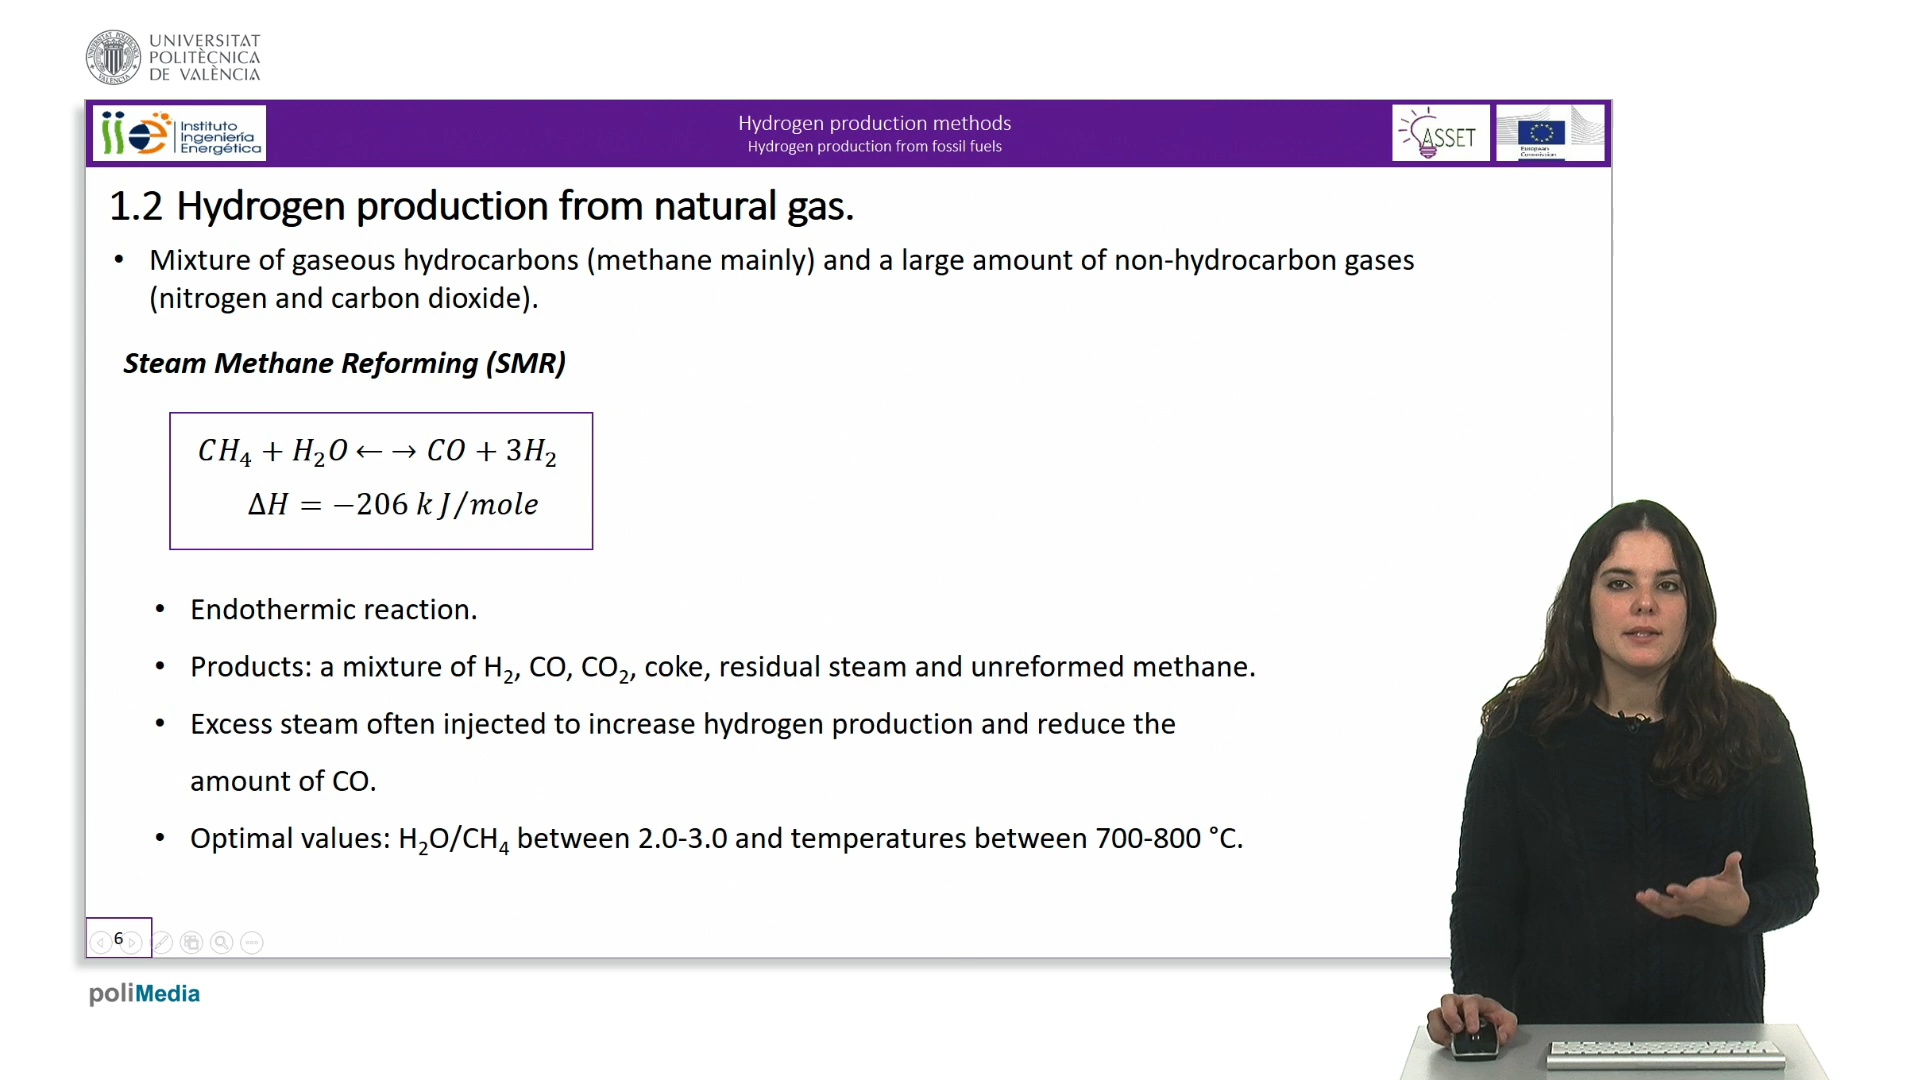 UNIVERSITAT
POLITÈCNICA
DE VALÈNCIA
Instituto
Ingeniería
Energética
Hydrogen production methods
Hydrogen production from fossil fuels
ASSET
European
Commission
1.2 Hydrogen production from natural gas.
• Mixture of gaseous hydrocarbons (methane mainly) and a large amount of non-hydrocarbon gases
(nitrogen and carbon dioxide).
Steam Methane Reforming (SMR)
CH₄ + H₂O ←→ CO + 3H₂
ΔH = −206 kJ/mole
• Endothermic reaction.
• Products: a mixture of H₂, CO, CO₂, coke, residual steam and unreformed methane.
• Excess steam often injected to increase hydrogen production and reduce the
amount of CO.
• Optimal values: H₂O/CH₄ between 2.0-3.0 and temperatures between 700-800 °C.
6
poliMedia